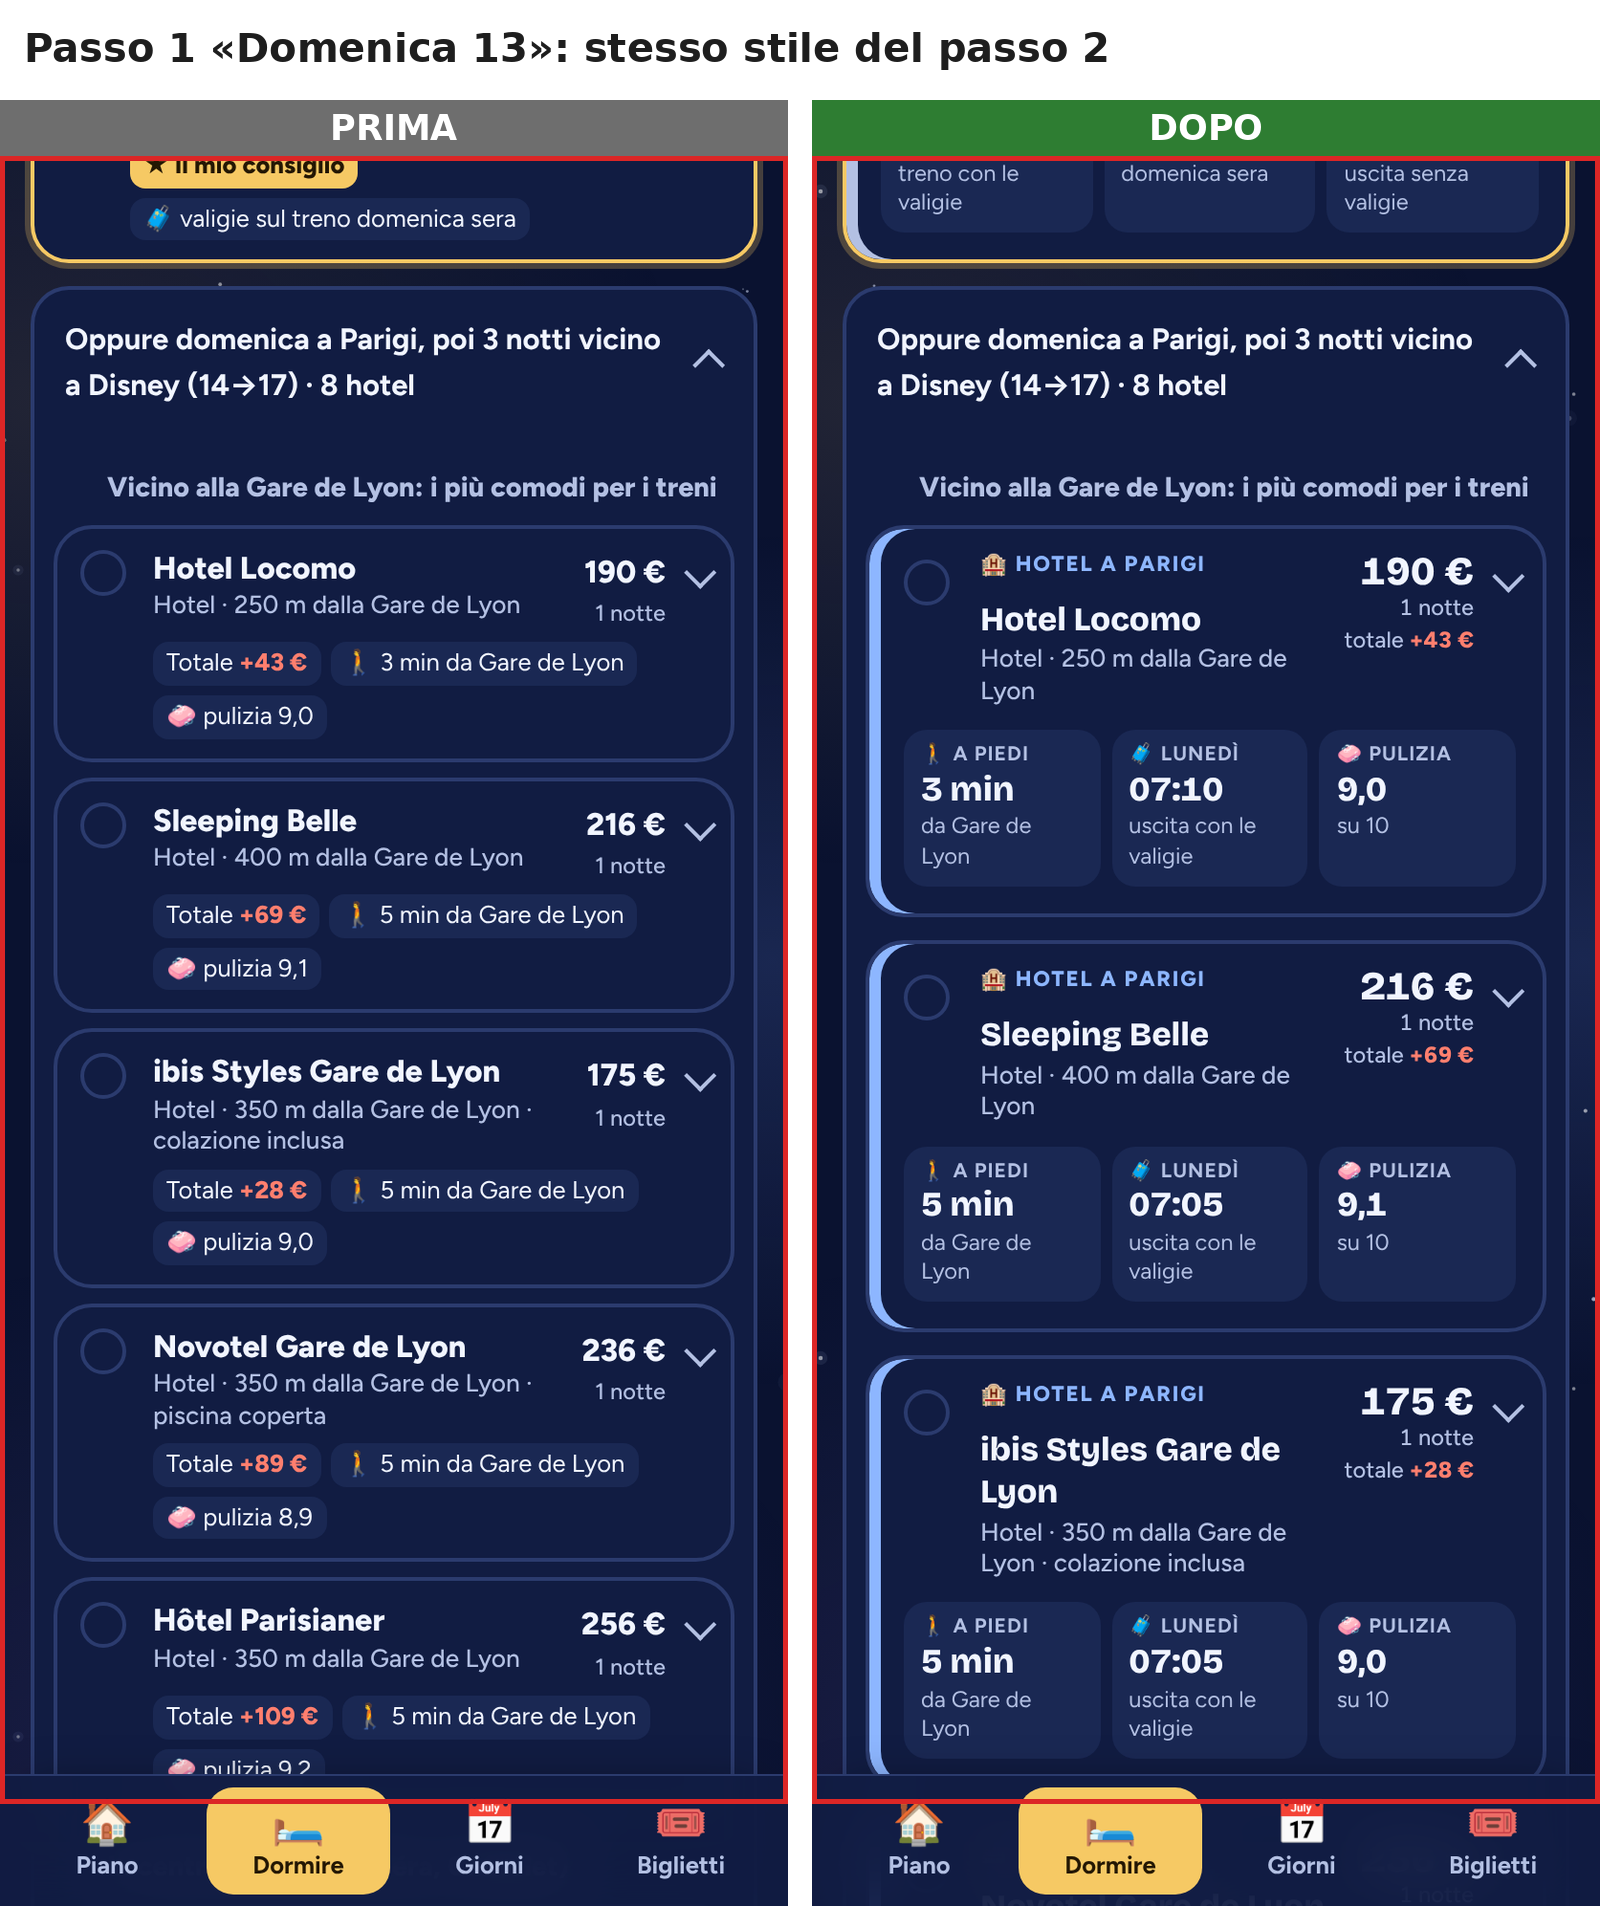 Passo 1 «Domenica 13»: stesso stile del passo 2
PRIMA
★ Il mio consiglio
🧳 valigie sul treno domenica sera
Oppure domenica a Parigi, poi 3 notti vicino
a Disney (14→17) · 8 hotel
Vicino alla Gare de Lyon: i più comodi per i treni
Hotel Locomo
190 €
Hotel · 250 m dalla Gare de Lyon
1 notte
Totale +43 €
🚶 3 min da Gare de Lyon
🧼 pulizia 9,0
Sleeping Belle
216 €
Hotel · 400 m dalla Gare de Lyon
1 notte
Totale +69 €
🚶 5 min da Gare de Lyon
🧼 pulizia 9,1
ibis Styles Gare de Lyon
175 €
Hotel · 350 m dalla Gare de Lyon ·
colazione inclusa
1 notte
Totale +28 €
🚶 5 min da Gare de Lyon
🧼 pulizia 9,0
Novotel Gare de Lyon
236 €
Hotel · 350 m dalla Gare de Lyon ·
piscina coperta
1 notte
Totale +89 €
🚶 5 min da Gare de Lyon
🧼 pulizia 8,9
Hôtel Parisianer
256 €
Hotel · 350 m dalla Gare de Lyon
1 notte
Totale +109 €
🚶 5 min da Gare de Lyon
🧼 pulizia 9,2
Piano
Dormire
July
17
Giorni
Biglietti
DOPO
treno con le
valigie
domenica sera
uscita senza
valigie
Oppure domenica a Parigi, poi 3 notti vicino
a Disney (14→17) · 8 hotel
Vicino alla Gare de Lyon: i più comodi per i treni
🏨 HOTEL A PARIGI
Hotel Locomo
Hotel · 250 m dalla Gare de
Lyon
190 €
1 notte
totale +43 €
🚶 A PIEDI
3 min
da Gare de
Lyon
🧳 LUNEDÌ
07:10
uscita con le
valigie
🧼 PULIZIA
9,0
su 10
🏨 HOTEL A PARIGI
Sleeping Belle
Hotel · 400 m dalla Gare de
Lyon
216 €
1 notte
totale +69 €
🚶 A PIEDI
5 min
da Gare de
Lyon
🧳 LUNEDÌ
07:05
uscita con le
valigie
🧼 PULIZIA
9,1
su 10
🏨 HOTEL A PARIGI
ibis Styles Gare de
Lyon
Hotel · 350 m dalla Gare de
Lyon · colazione inclusa
175 €
1 notte
totale +28 €
🚶 A PIEDI
5 min
da Gare de
Lyon
🧳 LUNEDÌ
07:05
uscita con le
valigie
🧼 PULIZIA
9,0
su 10
Piano
Dormire
July
17
Giorni
Biglietti
Novotel Gare de Lyon
1 notte